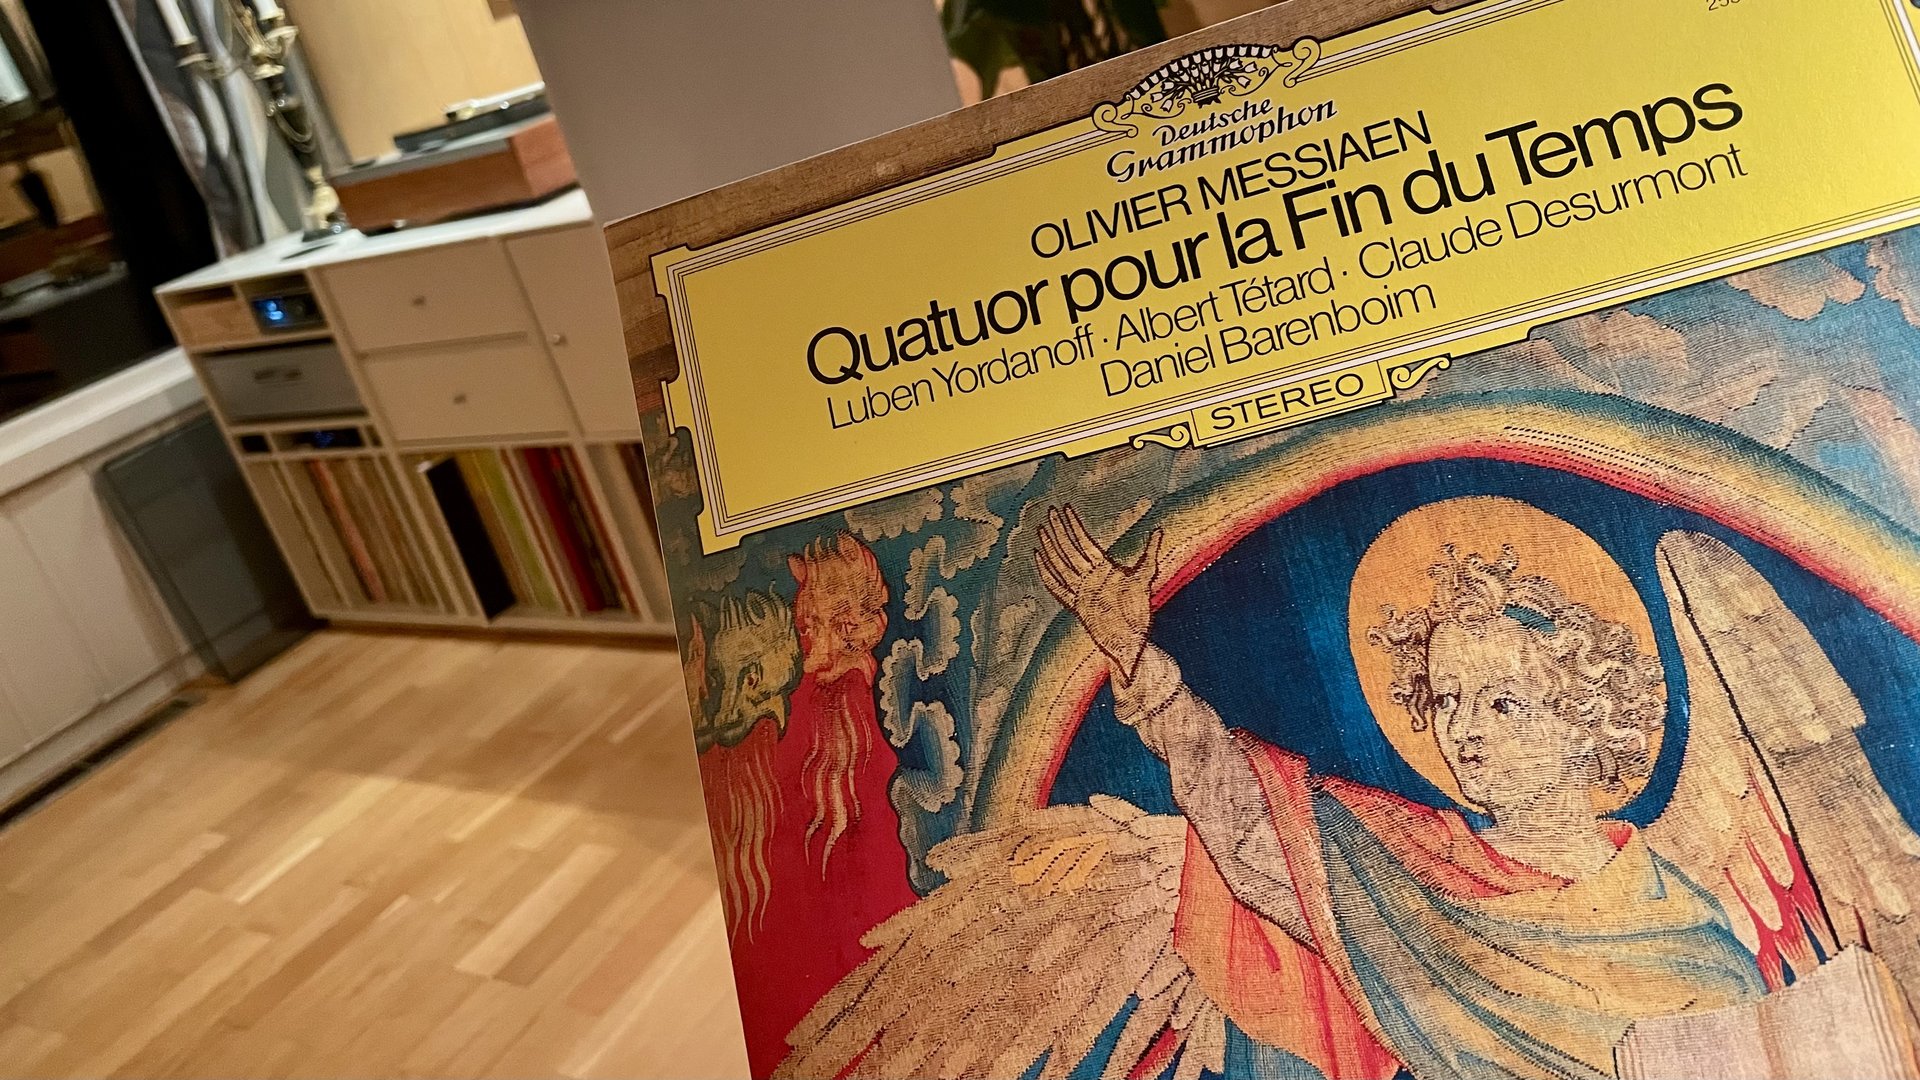 Deutsche
Grammophon
OLIVIER MESSIAEN
Quatuor pour la Fin du Temps
Luben Yordanoff · Albert Tétard · Claude Desurmont
Daniel Barenboim
STEREO